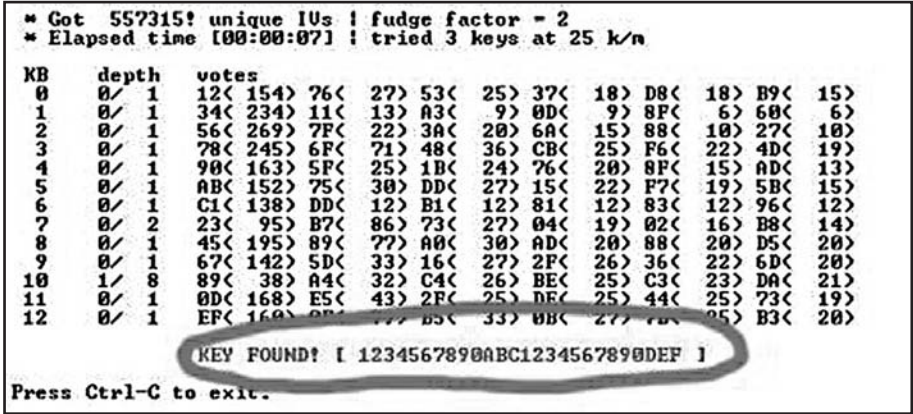 * Got 557315! unique IVs | fudge factor = 2
* Elapsed time [00:00:07] | tried 3 keys at 25 k/m
KB depth votes
0 0/ 1 12( 154) 76( 27) 53( 25) 37( 18) D8( 18) B9( 15)
1 0/ 1 34( 234) 11( 13) A3( 9) 0D( 9) 8F( 6) 60( 6)
2 0/ 1 56( 269) 7F( 22) 3A( 20) 6A( 15) 88( 10) 27( 10)
3 0/ 1 78( 245) 6F( 71) 48( 36) CB( 25) F6( 22) 4D( 19)
4 0/ 1 90( 163) 5F( 25) 1B( 24) 76( 20) 8F( 15) AD( 13)
5 0/ 1 AB( 152) 75( 30) DD( 27) 15( 22) F7( 19) 5B( 15)
6 0/ 1 C1( 138) DD( 12) B1( 12) 81( 12) 83( 12) 96( 12)
7 0/ 2 23( 95) B7( 86) 73( 27) 04( 19) 02( 16) B8( 14)
8 0/ 1 45( 195) 89( 77) A0( 30) AD( 20) 88( 20) D5( 20)
9 0/ 1 67( 142) 5D( 33) 16( 27) 2F( 26) 36( 22) 6D( 20)
10 1/ 8 89( 38) A4( 32) C4( 26) BE( 25) C3( 23) DA( 21)
11 0/ 1 0D( 168) E5( 43) 2F( 25) DE( 25) 44( 25) 73( 19)
12 0/ 1 EF( B5( 33) 0B( 27) 25) B3( 20)
KEY FOUND! [ 1234567890ABC1234567890DEF ]
Press Ctrl-C to exit.